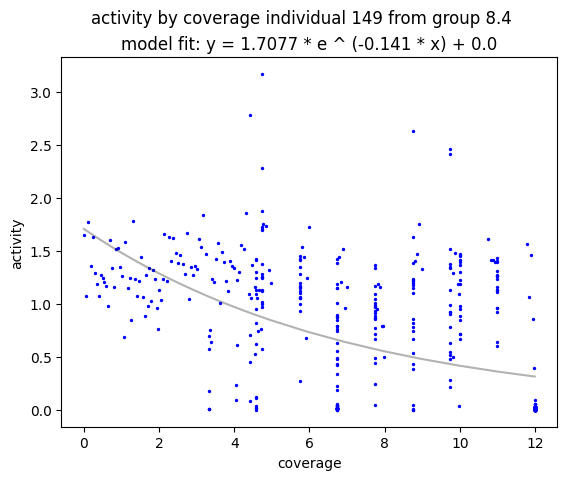 activity by coverage individual 149 from group 8.4
model fit: y = 1.7077 * e ^ (-0.141 * x) + 0.0
3.0
2.5
2.0
1.5
1.0
0.5
0.0
activity
0 2 4 6 8 10 12
coverage